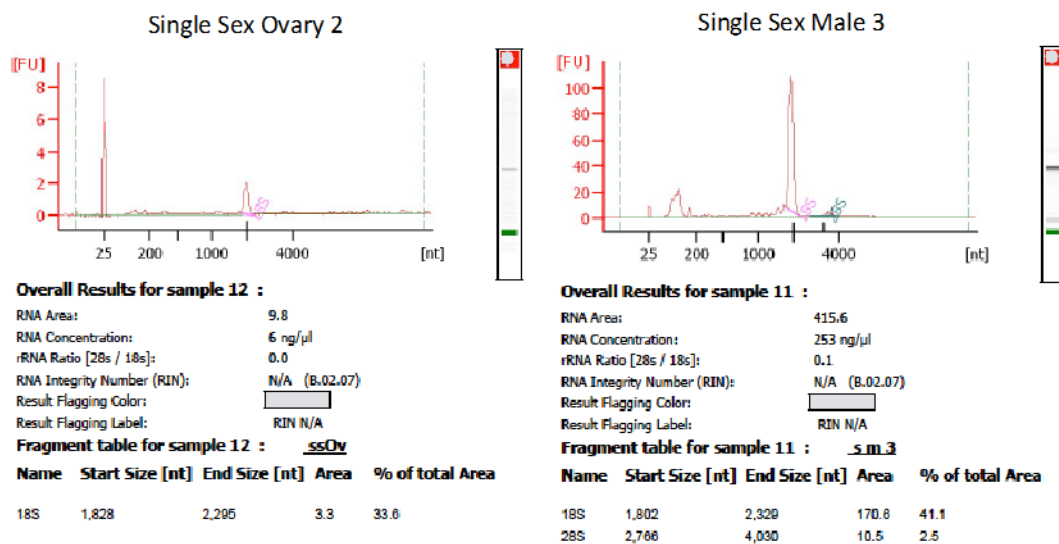 Single Sex Ovary 2
[FU]
8
6
4
2
0
18S
25 200 1000 4000 [nt]
Overall Results for sample 12 :
RNA Area: 9.8
RNA Concentration: 6 ng/µl
rRNA Ratio [28s / 18s]: 0.0
RNA Integrity Number (RIN): N/A (B.02.07)
Result Flagging Color:
Result Flagging Label: RIN N/A
Fragment table for sample 12 : ssOv
Name Start Size [nt] End Size [nt] Area % of total Area
18S 1,828 2,295 3.3 33.6
Single Sex Male 3
[FU]
100
80
60
40
20
0
18S
28S
25 200 1000 4000 [nt]
Overall Results for sample 11 :
RNA Area: 415.6
RNA Concentration: 253 ng/µl
rRNA Ratio [28s / 18s]: 0.1
RNA Integrity Number (RIN): N/A (B.02.07)
Result Flagging Color:
Result Flagging Label: RIN N/A
Fragment table for sample 11 : s m 3
Name Start Size [nt] End Size [nt] Area % of total Area
18S 1,802 2,329 170.6 41.1
28S 2,766 4,030 10.5 2.5